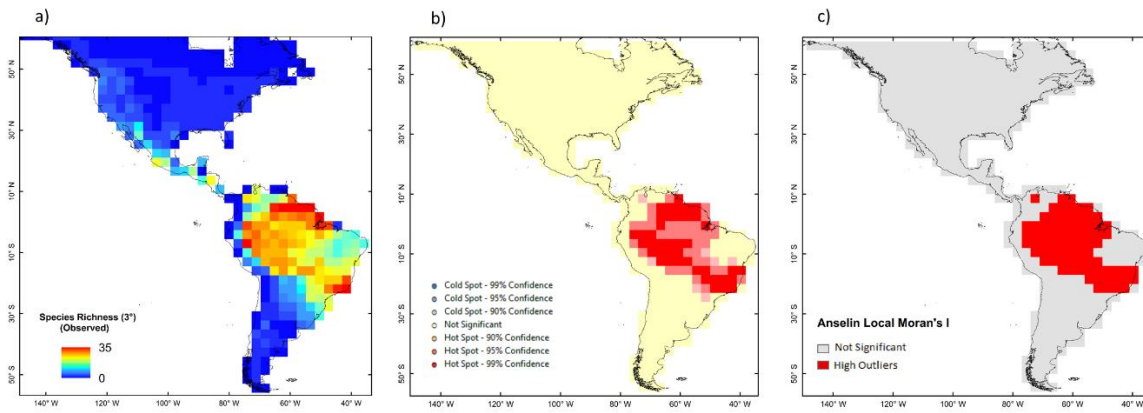 a)
50° N
30° N
10° N
10° S
30° S
50° S
Species Richness (3°)
(Observed)
35
0
140° W
120° W
100° W
80° W
60° W
40° W
b)
50° N
30° N
10° N
10° S
30° S
50° S
Cold Spot - 99% Confidence
Cold Spot - 95% Confidence
Cold Spot - 90% Confidence
Not Significant
Hot Spot - 90% Confidence
Hot Spot - 95% Confidence
Hot Spot - 99% Confidence
140° W
120° W
100° W
80° W
60° W
40° W
c)
50° N
30° N
10° N
10° S
30° S
50° S
Anselin Local Moran's I
Not Significant
High Outliers
140° W
120° W
100° W
80° W
60° W
40° W